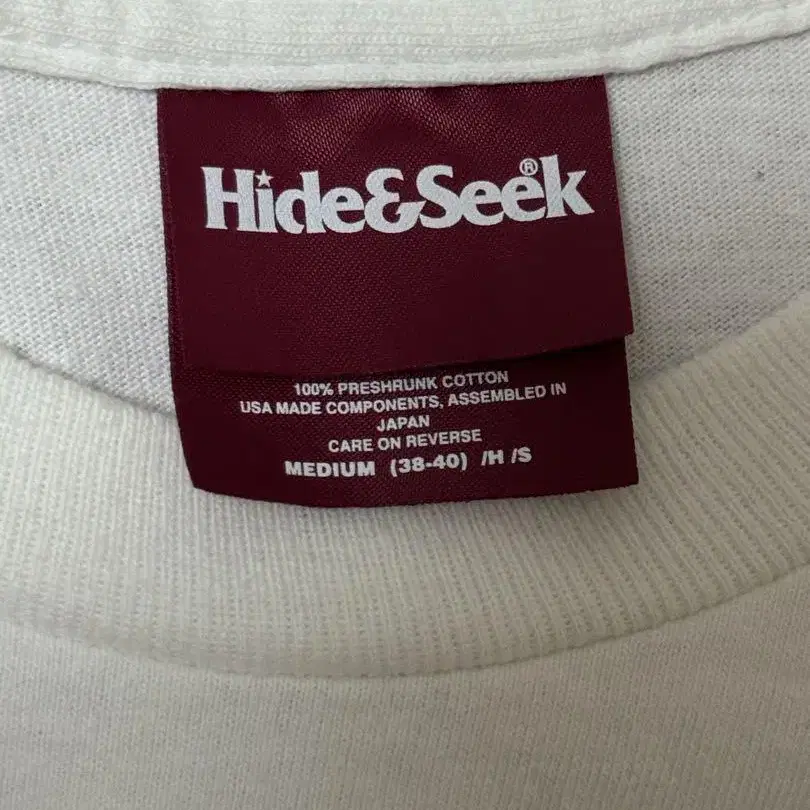 Hide&Seek®
100% PRESHRUNK COTTON
USA MADE COMPONENTS, ASSEMBLED IN
JAPAN
CARE ON REVERSE
MEDIUM (38-40) /H /S